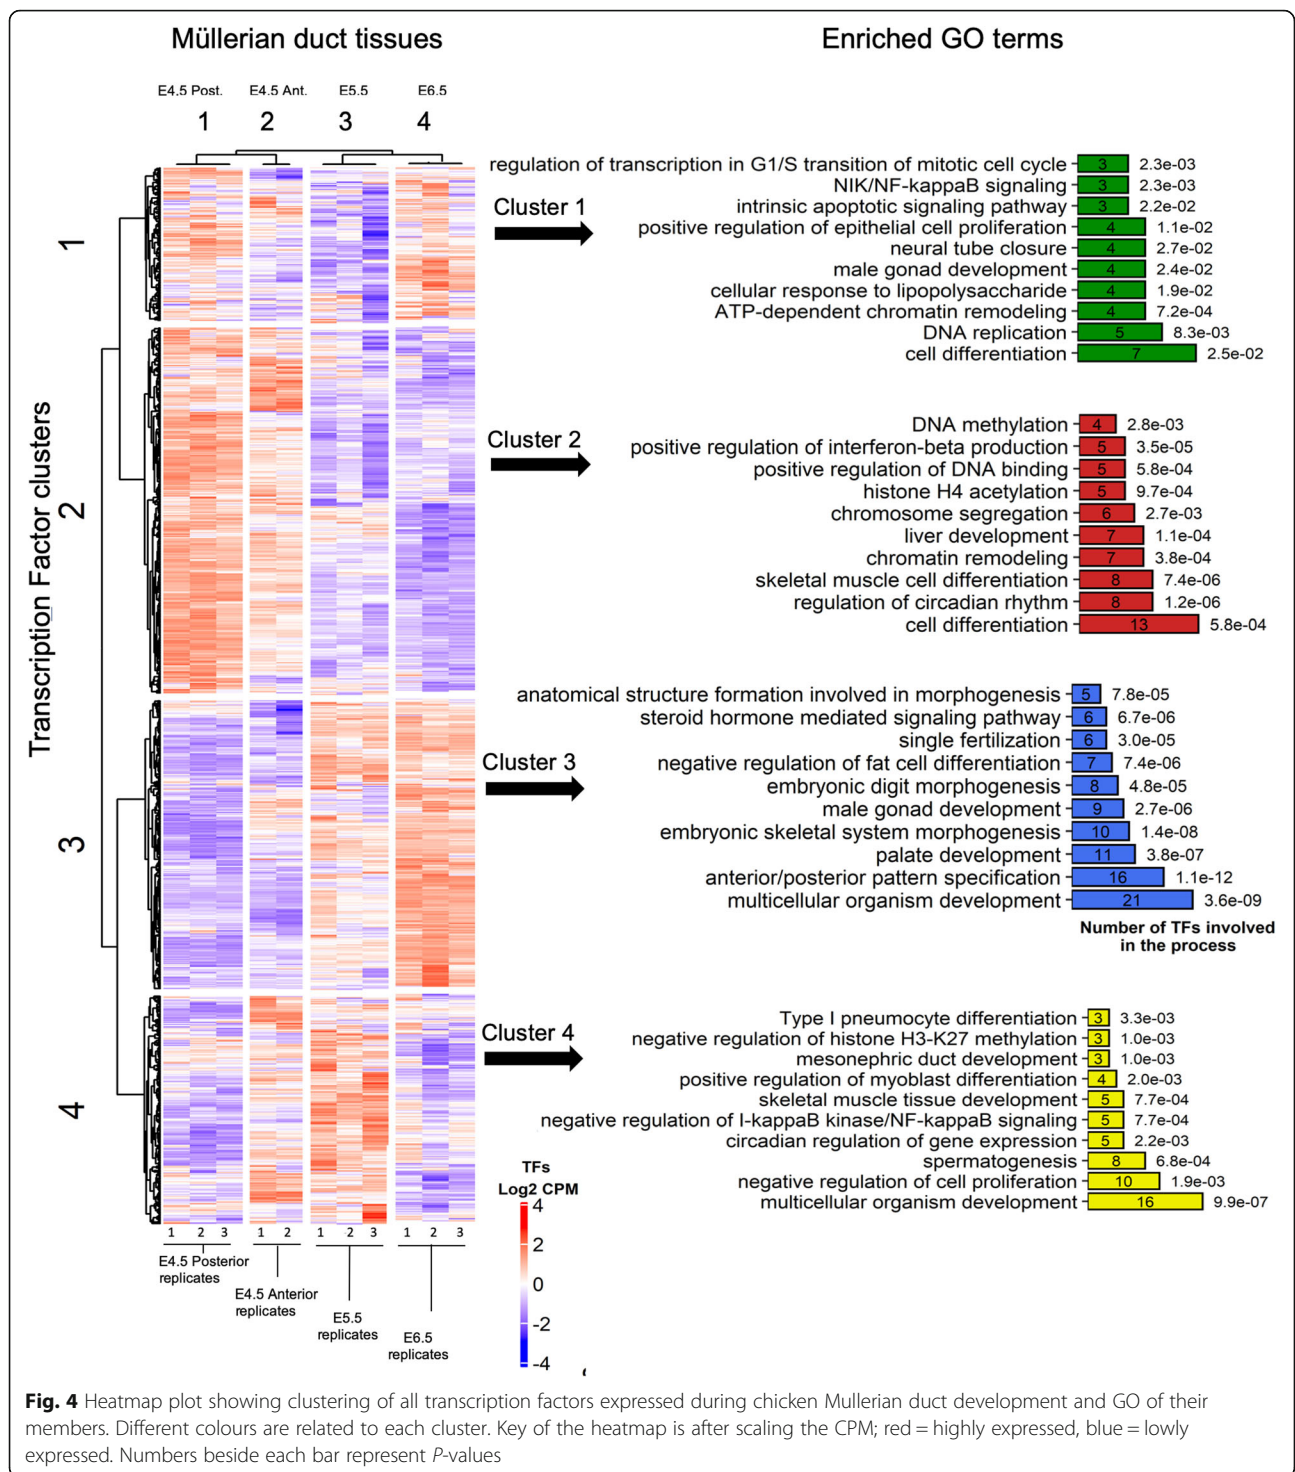 Müllerian duct tissues
Enriched GO terms
E4.5 Post.
E4.5 Ant.
E5.5
E6.5
1
2
3
4
Transcription Factor clusters
1
2
3
4
Cluster 1
regulation of transcription in G1/S transition of mitotic cell cycle 3 2.3e-03
NIK/NF-kappaB signaling 3 2.3e-03
intrinsic apoptotic signaling pathway 3 2.2e-02
positive regulation of epithelial cell proliferation 4 1.1e-02
neural tube closure 4 2.7e-02
male gonad development 4 2.4e-02
cellular response to lipopolysaccharide 4 1.9e-02
ATP-dependent chromatin remodeling 4 7.2e-04
DNA replication 5 8.3e-03
cell differentiation 7 2.5e-02
Cluster 2
DNA methylation 4 2.8e-03
positive regulation of interferon-beta production 5 3.5e-05
positive regulation of DNA binding 5 5.8e-04
histone H4 acetylation 5 9.7e-04
chromosome segregation 6 2.7e-03
liver development 7 1.1e-04
chromatin remodeling 7 3.8e-04
skeletal muscle cell differentiation 8 7.4e-06
regulation of circadian rhythm 8 1.2e-06
cell differentiation 13 5.8e-04
Cluster 3
anatomical structure formation involved in morphogenesis 5 7.8e-05
steroid hormone mediated signaling pathway 6 6.7e-06
single fertilization 6 3.0e-05
negative regulation of fat cell differentiation 7 7.4e-06
embryonic digit morphogenesis 8 4.8e-05
male gonad development 9 2.7e-06
embryonic skeletal system morphogenesis 10 1.4e-08
palate development 11 3.8e-07
anterior/posterior pattern specification 16 1.1e-12
multicellular organism development 21 3.6e-09
Number of TFs involved
in the process
Cluster 4
Type I pneumocyte differentiation 3 3.3e-03
negative regulation of histone H3-K27 methylation 3 1.0e-03
mesonephric duct development 3 1.0e-03
positive regulation of myoblast differentiation 4 2.0e-03
skeletal muscle tissue development 5 7.7e-04
negative regulation of I-kappaB kinase/NF-kappaB signaling 5 7.7e-04
circadian regulation of gene expression 5 2.2e-03
spermatogenesis 8 6.8e-04
negative regulation of cell proliferation 10 1.9e-03
multicellular organism development 16 9.9e-07
TFs
Log2 CPM
4
2
0
-2
-4
1 2 3 1 2 1 2 3 1 2 3
E4.5 Posterior
replicates
E4.5 Anterior
replicates
E5.5
replicates
E6.5
replicates
Fig. 4 Heatmap plot showing clustering of all transcription factors expressed during chicken Mullerian duct development and GO of their
members. Different colours are related to each cluster. Key of the heatmap is after scaling the CPM; red = highly expressed, blue = lowly
expressed. Numbers beside each bar represent P-values